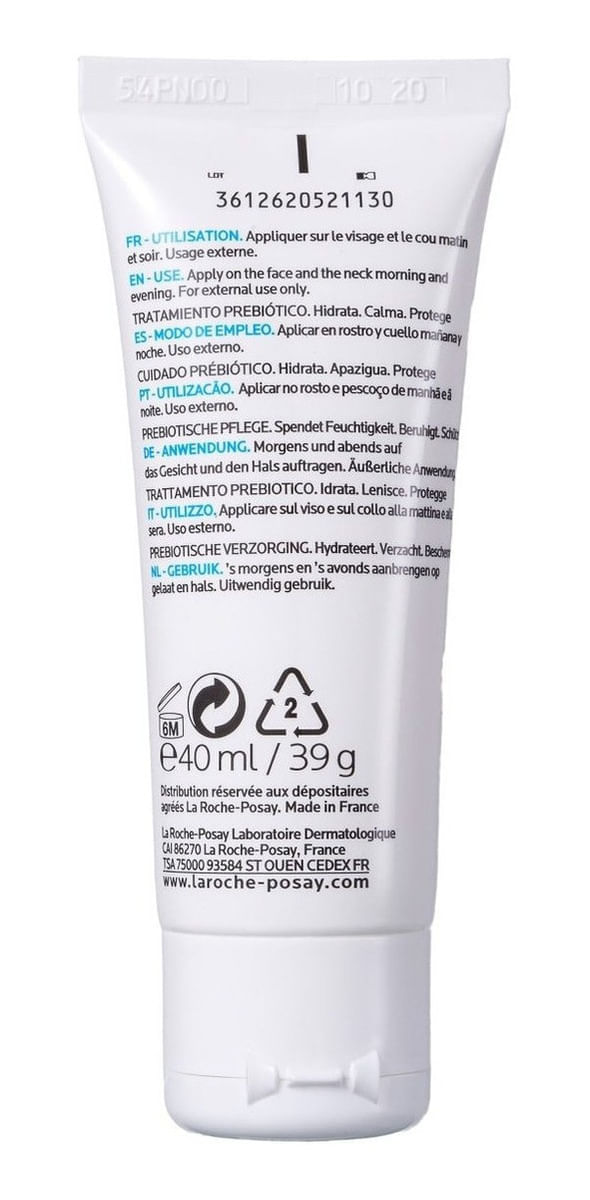 54PN00 10 20
LOT
3612620521130
FR - UTILISATION. Appliquer sur le visage et le cou matin
et soir. Usage externe.
EN - USE. Apply on the face and the neck morning and
evening. For external use only.
TRATAMIENTO PREBIÓTICO. Hidrata. Calma. Protege
ES - MODO DE EMPLEO. Aplicar en rostro y cuello mañana y
noche. Uso externo.
CUIDADO PRÉBIÓTICO. Hidrata. Apazigua. Protege
PT - UTILIZACÃO. Aplicar no rosto e pescoço de manhã e à
noite. Uso externo.
PREBIOTISCHE PFLEGE. Spendet Feuchtigkeit. Beruhigt.
DE - ANWENDUNG. Morgens und abends auf
das Gesicht und den Hals auftragen. Äußerliche Anwendung
TRATTAMENTO PREBIOTICO. Idrata. Lenisce. Protegge
IT - UTILIZZO, Applicare sul viso e sul collo alla mattina e alla
sera. Uso esterno.
PREBIOTISCHE VERZORGING. Hydrateert. Verzacht.
NL - GEBRUIK. 's morgens en 's avonds aanbrengen op
gelaat en hals. Uitwendig gebruik.
6M
2
e40 ml / 39 g
Distribution réservée aux dépositaires
agréés La Roche-Posay. Made in France
La Roche-Posay Laboratoire Dermatologique
CAI 86270 La Roche-Posay, France
TSA 75000 93584 ST OUEN CEDEX FR
www.laroche-posay.com